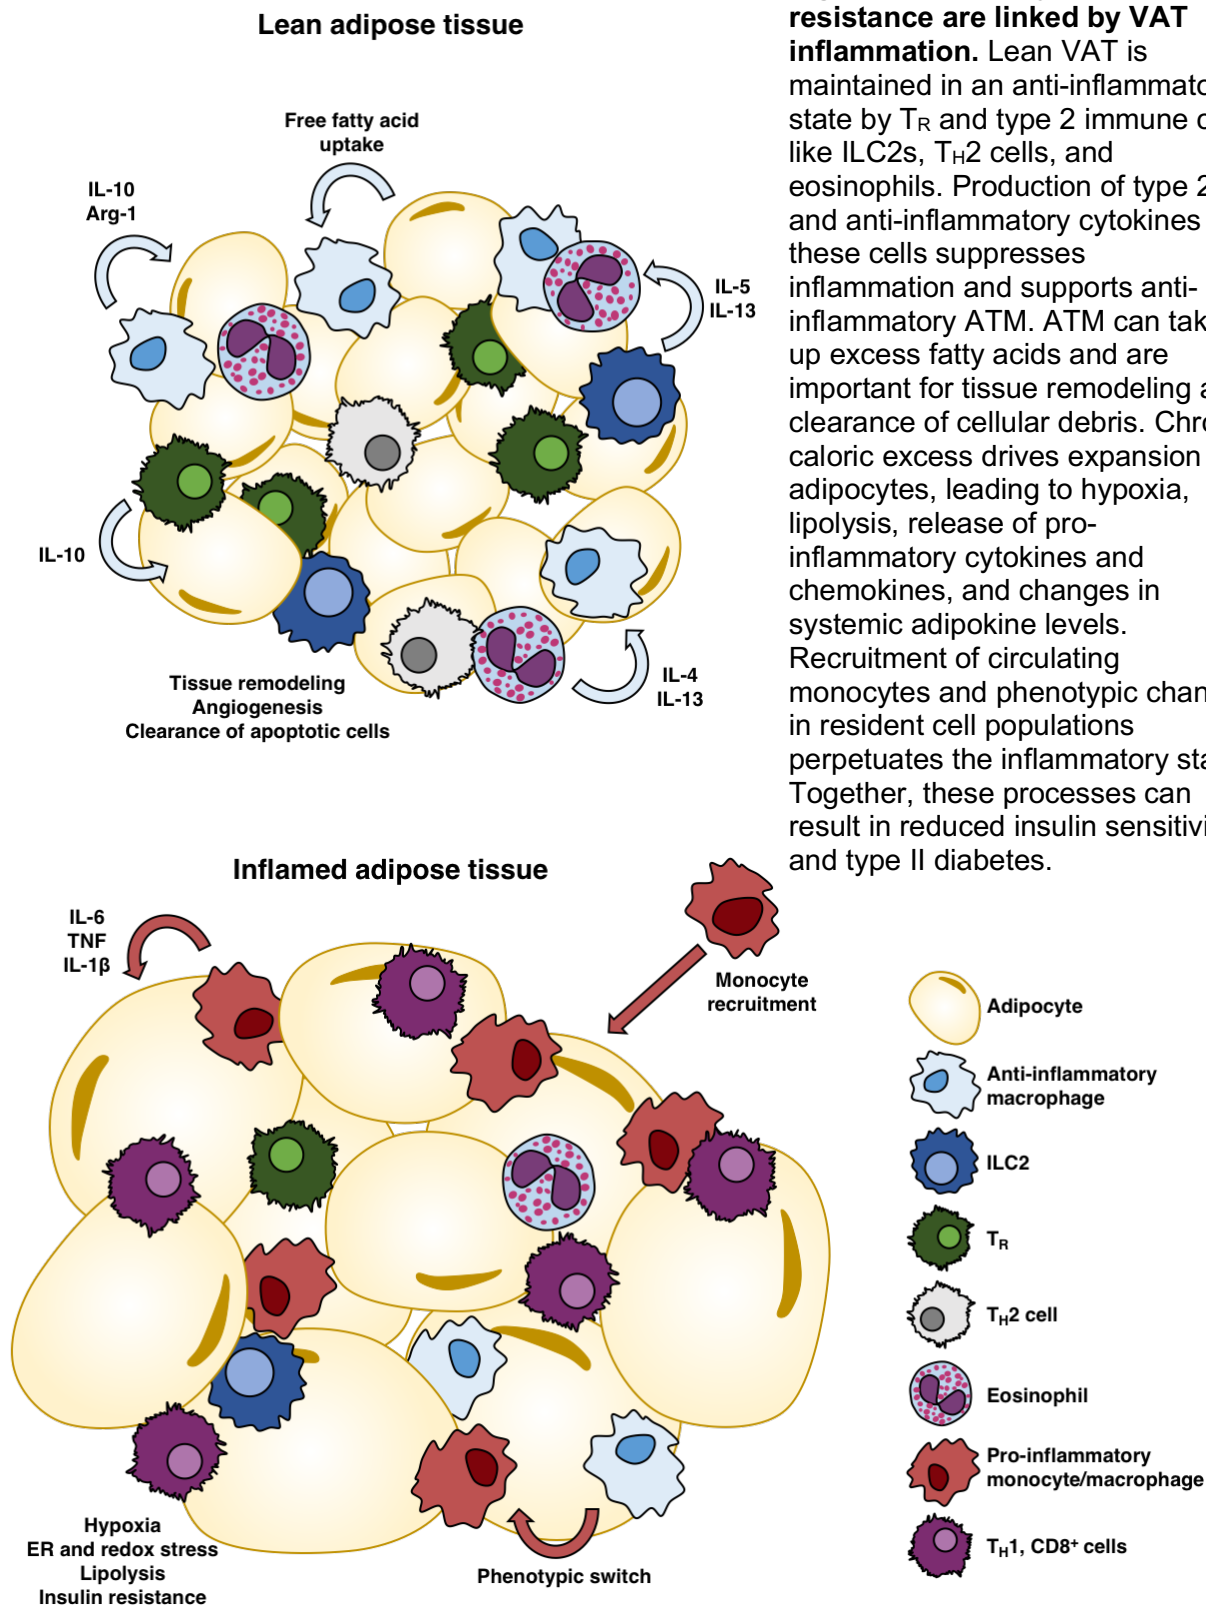 Lean adipose tissue
Free fatty acid
uptake
IL-10
Arg-1
IL-5
IL-13
IL-10
IL-4
IL-13
Tissue remodeling
Angiogenesis
Clearance of apoptotic cells
resistance are linked by VAT
inflammation. Lean VAT is
maintained in an anti-inflammato
state by TR and type 2 immune
like ILC2s, TH2 cells, and
eosinophils. Production of type 2
and anti-inflammatory cytokines
these cells suppresses
inflammation and supports anti-
inflammatory ATM. ATM can tak
up excess fatty acids and are
important for tissue remodeling
clearance of cellular debris. Chro
caloric excess drives expansion
adipocytes, leading to hypoxia,
lipolysis, release of pro-
inflammatory cytokines and
chemokines, and changes in
systemic adipokine levels.
Recruitment of circulating
monocytes and phenotypic chan
in resident cell populations
perpetuates the inflammatory sta
Together, these processes can
result in reduced insulin sensitivi
and type II diabetes.
Inflamed adipose tissue
IL-6
TNF
IL-1β
Monocyte
recruitment
Hypoxia
ER and redox stress
Lipolysis
Insulin resistance
Phenotypic switch
Adipocyte
Anti-inflammatory
macrophage
ILC2
TR
TH2 cell
Eosinophil
Pro-inflammatory
monocyte/macrophage
TH1, CD8+ cells